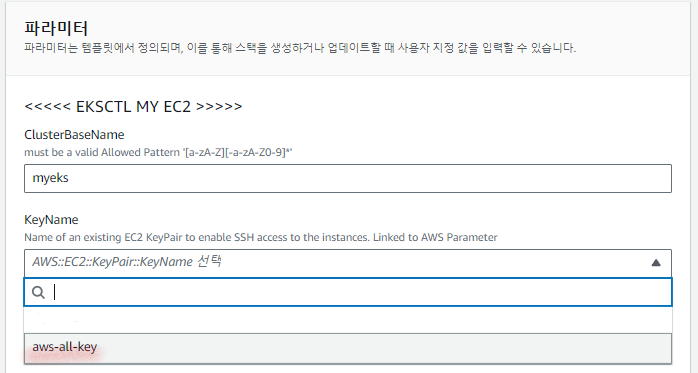 파라미터
파라미터는 템플릿에서 정의되며, 이를 통해 스택을 생성하거나 업데이트할 때 사용자 지정 값을 입력할 수 있습니다.
<<<<< EKSCTL MY EC2 >>>>>
ClusterBaseName
must be a valid Allowed Pattern '[a-zA-Z][-a-zA-Z0-9]*'
myeks
KeyName
Name of an existing EC2 KeyPair to enable SSH access to the instances. Linked to AWS Parameter
AWS::EC2::KeyPair::KeyName 선택
aws-all-key